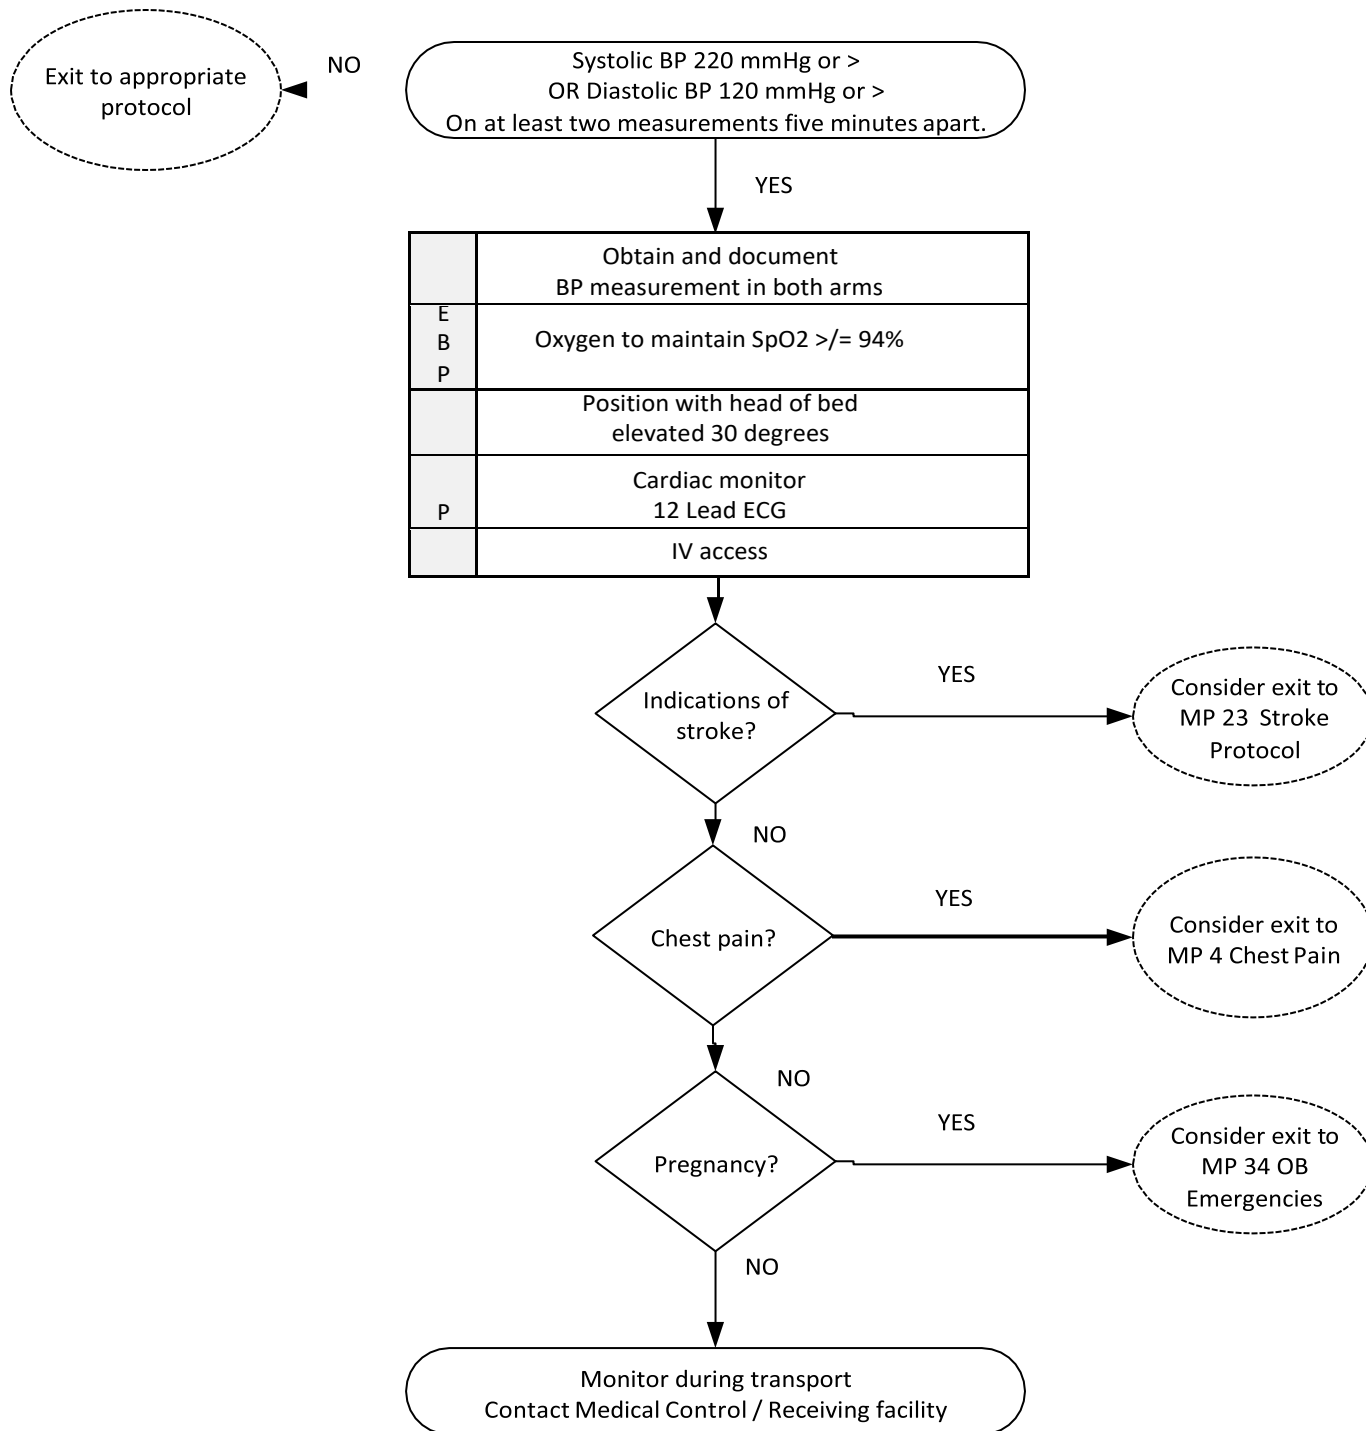 Exit to appropriate
protocol
NO
Systolic BP 220 mmHg or >
OR Diastolic BP 120 mmHg or >
On at least two measurements five minutes apart.
YES
Obtain and document
BP measurement in both arms
E
B
P
Oxygen to maintain SpO2 >/= 94%
Position with head of bed
elevated 30 degrees
P
Cardiac monitor
12 Lead ECG
IV access
Indications of
stroke?
YES
Consider exit to
MP 23 Stroke
Protocol
NO
Chest pain?
YES
Consider exit to
MP 4 Chest Pain
NO
Pregnancy?
YES
Consider exit to
MP 34 OB
Emergencies
NO
Monitor during transport
Contact Medical Control / Receiving facility